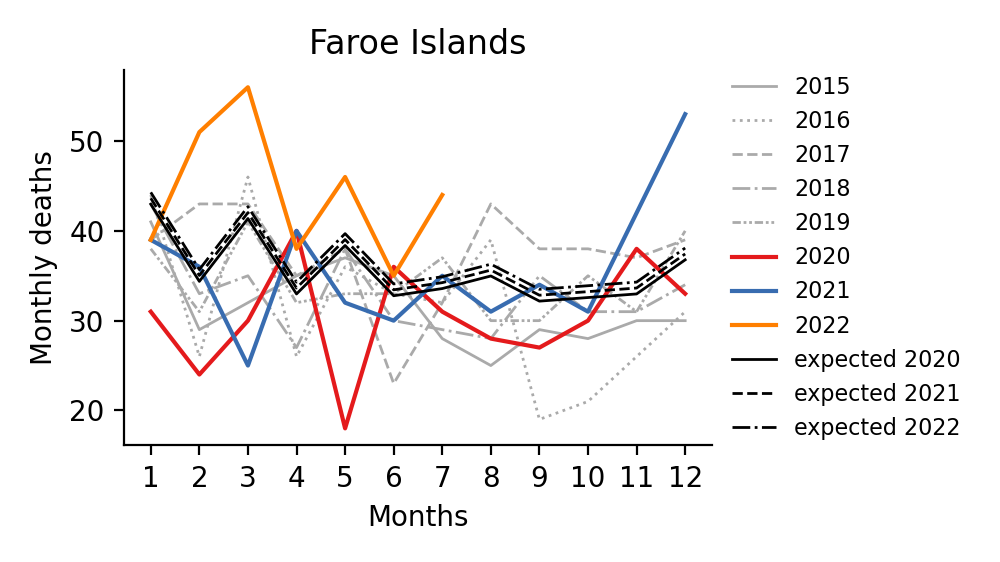 Faroe Islands
Monthly deaths
50
40
30
20
1 2 3 4 5 6 7 8 9 10 11 12
Months
2015
2016
2017
2018
2019
2020
2021
2022
expected 2020
expected 2021
expected 2022